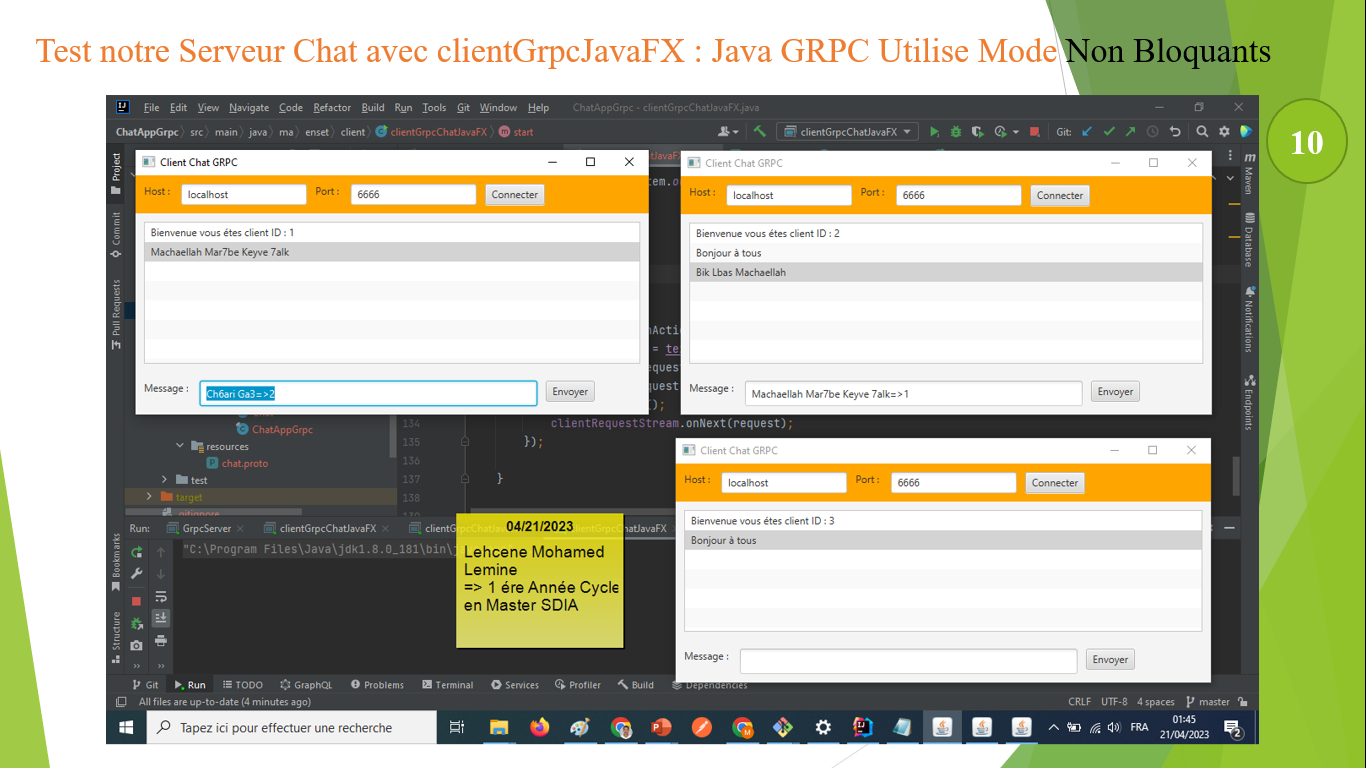 Test notre Serveur Chat avec clientGrpcJavaFX : Java GRPC Utilise Mode Non Bloquants
10
File Edit View Navigate Code Refactor Build Run Tools Git Window Help ChatAppGrpc - clientGrpcChatJavaFX.java
ChatAppGrpc src main java ma enset client clientGrpcChatJavaFX start
clientGrpcChatJavaFX Git:
Project
Commit
Pull Requests
Bookmarks
Structure
Maven
Database
Notifications
Endpoints
Client Chat GRPC
Host : localhost Port : 6666 Connecter
Bienvenue vous étes client ID : 1
Machaellah Mar7be Keyve 7alk
Message : Ch6ari Ga3=>2 Envoyer
Client Chat GRPC
Host : localhost Port : 6666 Connecter
Bienvenue vous étes client ID : 2
Bonjour à tous
Bik Lbas Machaellah
Message : Machaellah Mar7be Keyve 7alk=>1 Envoyer
ChatAppGrpc
resources
chat.proto
test
target
.gitignore
134 clientRequestStream.onNext(request);
135 });
136
137 }
138
Client Chat GRPC
Host : localhost Port : 6666 Connecter
Bienvenue vous étes client ID : 3
Bonjour à tous
Message : Envoyer
Run: GrpcServer clientGrpcChatJavaFX
"C:\Program Files\Java\jdk1.8.0_181\bin\
04/21/2023
Lehcene Mohamed
Lemine
=> 1 ére Année Cycle
en Master SDIA
Git Run TODO GraphQL Problems Terminal Services Profiler Build Dependencies
All files are up-to-date (4 minutes ago) CRLF UTF-8 4 spaces master
Tapez ici pour effectuer une recherche
FRA
01:45
21/04/2023
2